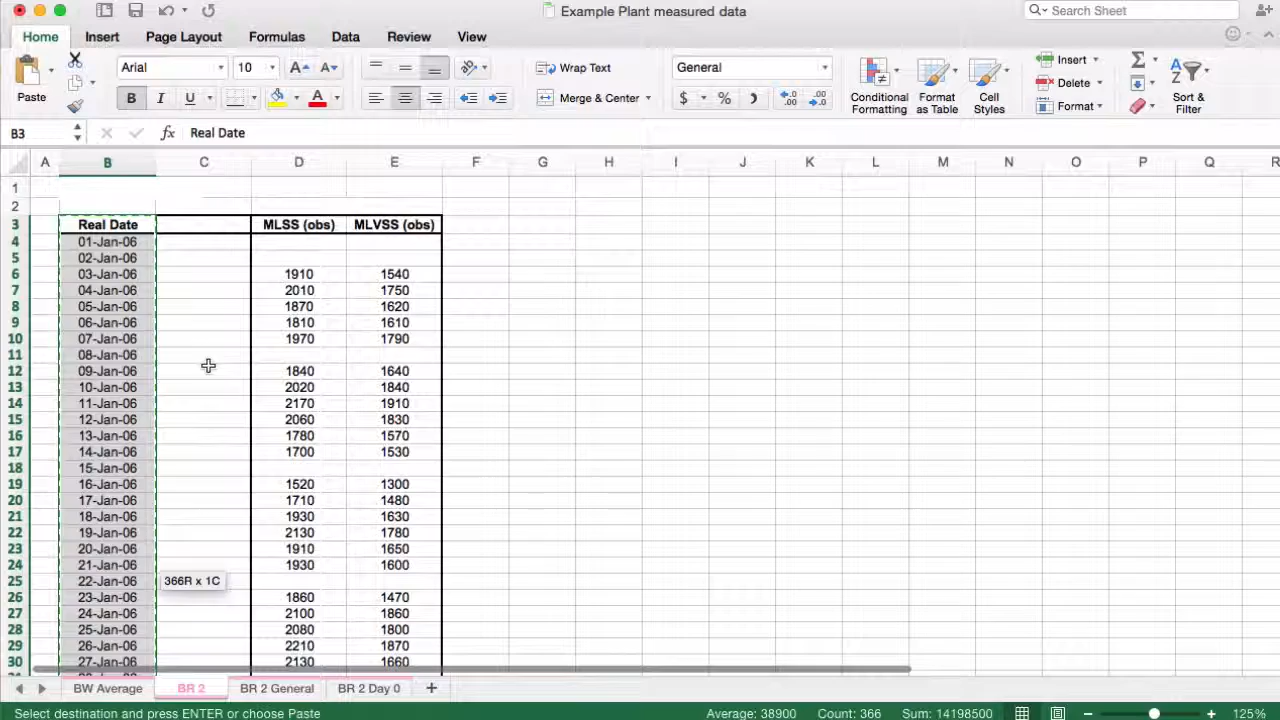 Example Plant measured data
Search Sheet
Home Insert Page Layout Formulas Data Review View
Arial 10 Wrap Text General
Paste B I U Merge & Center $ % Conditional Formatting Format as Table Cell Styles Insert Delete Format Sort & Filter
B3 fx Real Date
A B C D E F G H I J K L M N O P Q R
1
2
3 Real Date MLSS (obs) MLVSS (obs)
4 01-Jan-06
5 02-Jan-06
6 03-Jan-06 1910 1540
7 04-Jan-06 2010 1750
8 05-Jan-06 1870 1620
9 06-Jan-06 1810 1610
10 07-Jan-06 1970 1790
11 08-Jan-06
12 09-Jan-06 1840 1640
13 10-Jan-06 2020 1840
14 11-Jan-06 2170 1910
15 12-Jan-06 2060 1830
16 13-Jan-06 1780 1570
17 14-Jan-06 1700 1530
18 15-Jan-06
19 16-Jan-06 1520 1300
20 17-Jan-06 1710 1480
21 18-Jan-06 1930 1630
22 19-Jan-06 2130 1780
23 20-Jan-06 1910 1650
24 21-Jan-06 1930 1600
25 22-Jan-06 366R x 1C
26 23-Jan-06 1860 1470
27 24-Jan-06 2100 1860
28 25-Jan-06 2080 1800
29 26-Jan-06 2210 1870
30 27-Jan-06 2130 1660
BW Average BR 2 BR 2 General BR 2 Day 0 +
Select destination and press ENTER or choose Paste Average: 38900 Count: 366 Sum: 14198500 125%